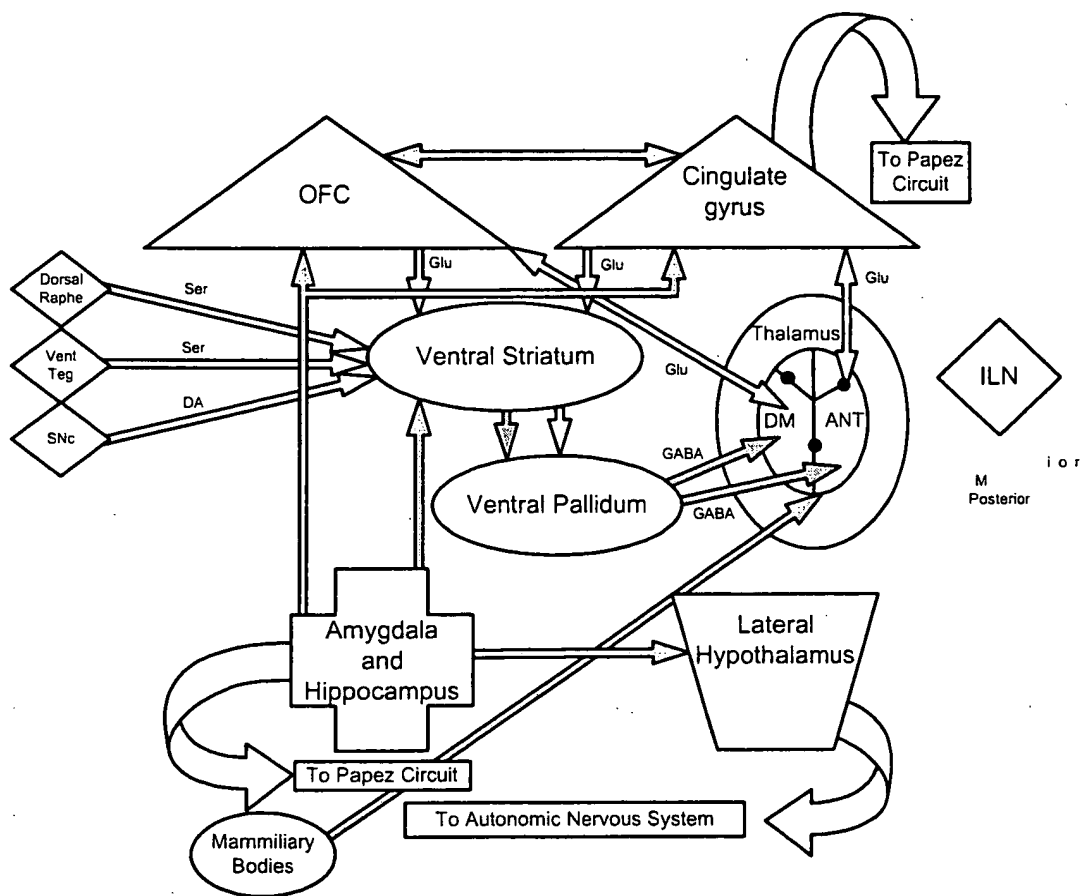 To Papez
Circuit
OFC
Cingulate
gyrus
Dorsal
Raphe
Ser
Glu
Glu
Glu
Vent
Teg
Ser
Ventral Striatum
Glu
Thalamus
DM
ANT
ILN
SNc
DA
GABA
Ventral Pallidum
GABA
i o r
M
Posterior
Amygdala
and
Hippocampus
Lateral
Hypothalamus
To Papez Circuit
To Autonomic Nervous System
Mammiliary
Bodies